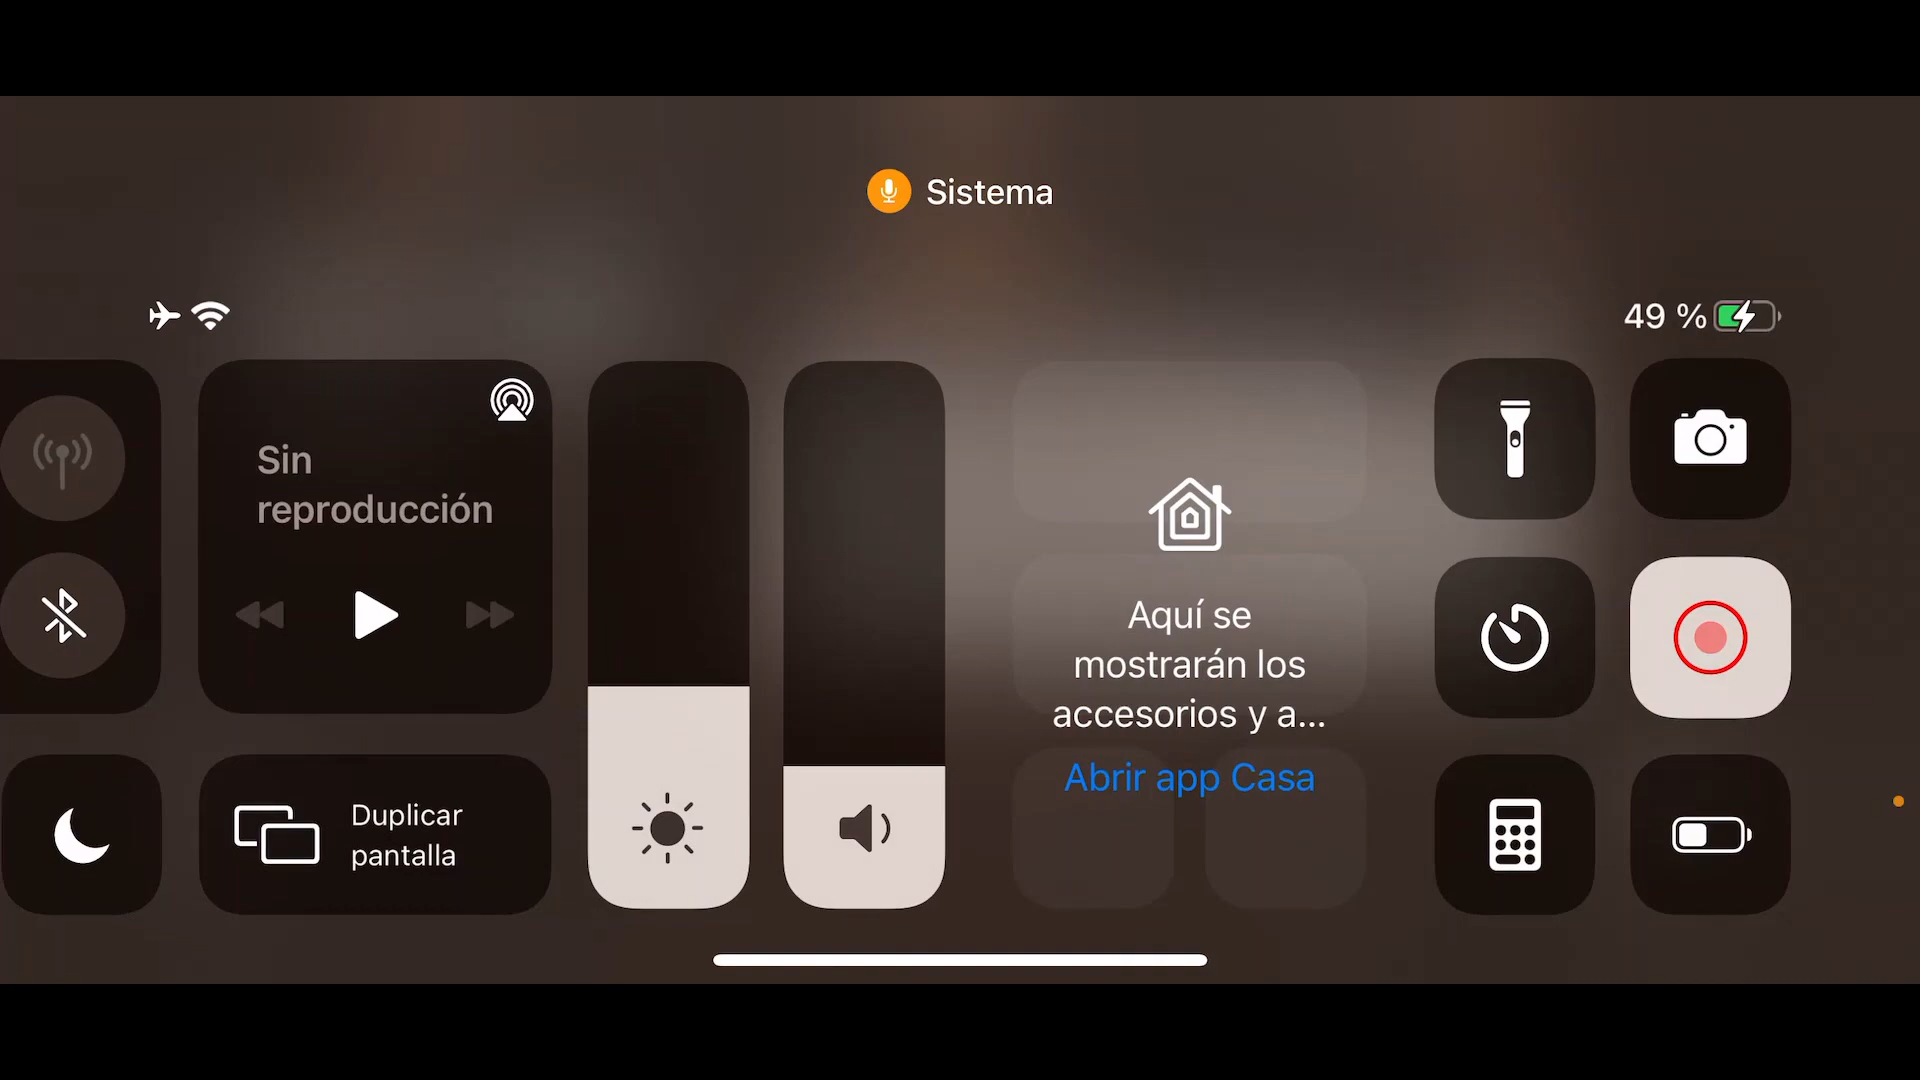 Sistema
49 %
Sin
reproducción
Aquí se
mostrarán los
accesorios y a...
Abrir app Casa
Duplicar
pantalla